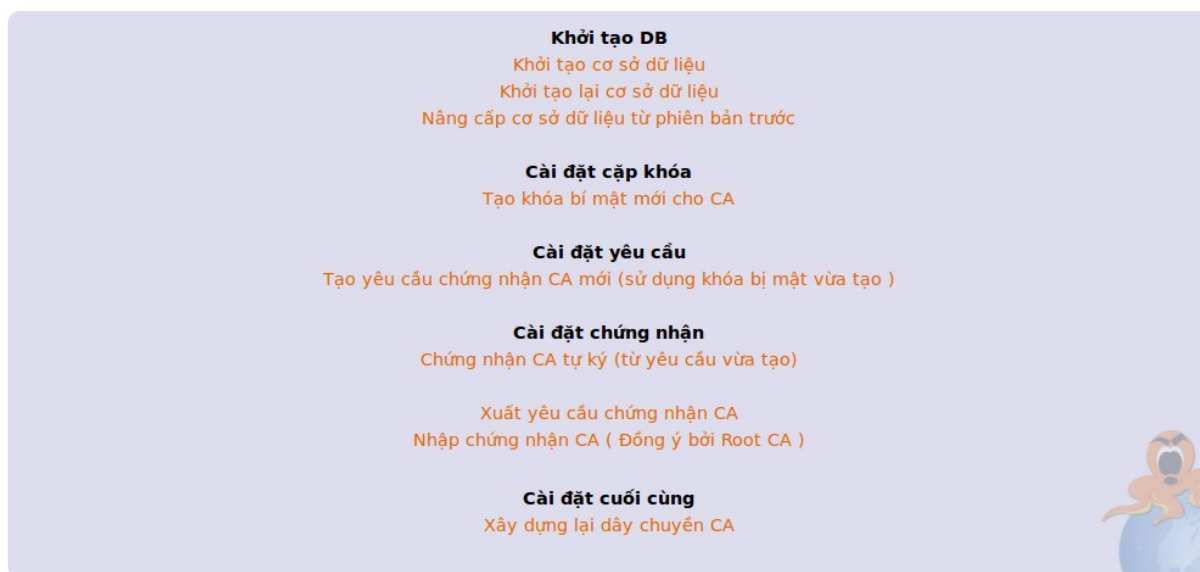 Khởi tạo DB
Khởi tạo cơ sở dữ liệu
Khởi tạo lại cơ sở dữ liệu
Nâng cấp cơ sở dữ liệu từ phiên bản trước
Cài đặt cặp khóa
Tạo khóa bí mật mới cho CA
Cài đặt yêu cầu
Tạo yêu cầu chứng nhận CA mới (sử dụng khóa bị mật vừa tạo )
Cài đặt chứng nhận
Chứng nhận CA tự ký (từ yêu cầu vừa tạo)
Xuất yêu cầu chứng nhận CA
Nhập chứng nhận CA ( Đồng ý bởi Root CA )
Cài đặt cuối cùng
Xây dựng lại dây chuyền CA